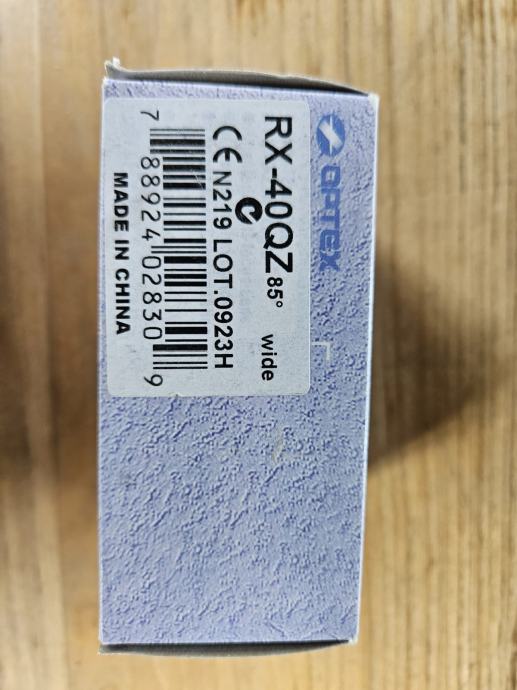 OPTEX
RX-40QZ 85° wide
CE N219 LOT.0923H
7 88924 02830 9
MADE IN CHINA